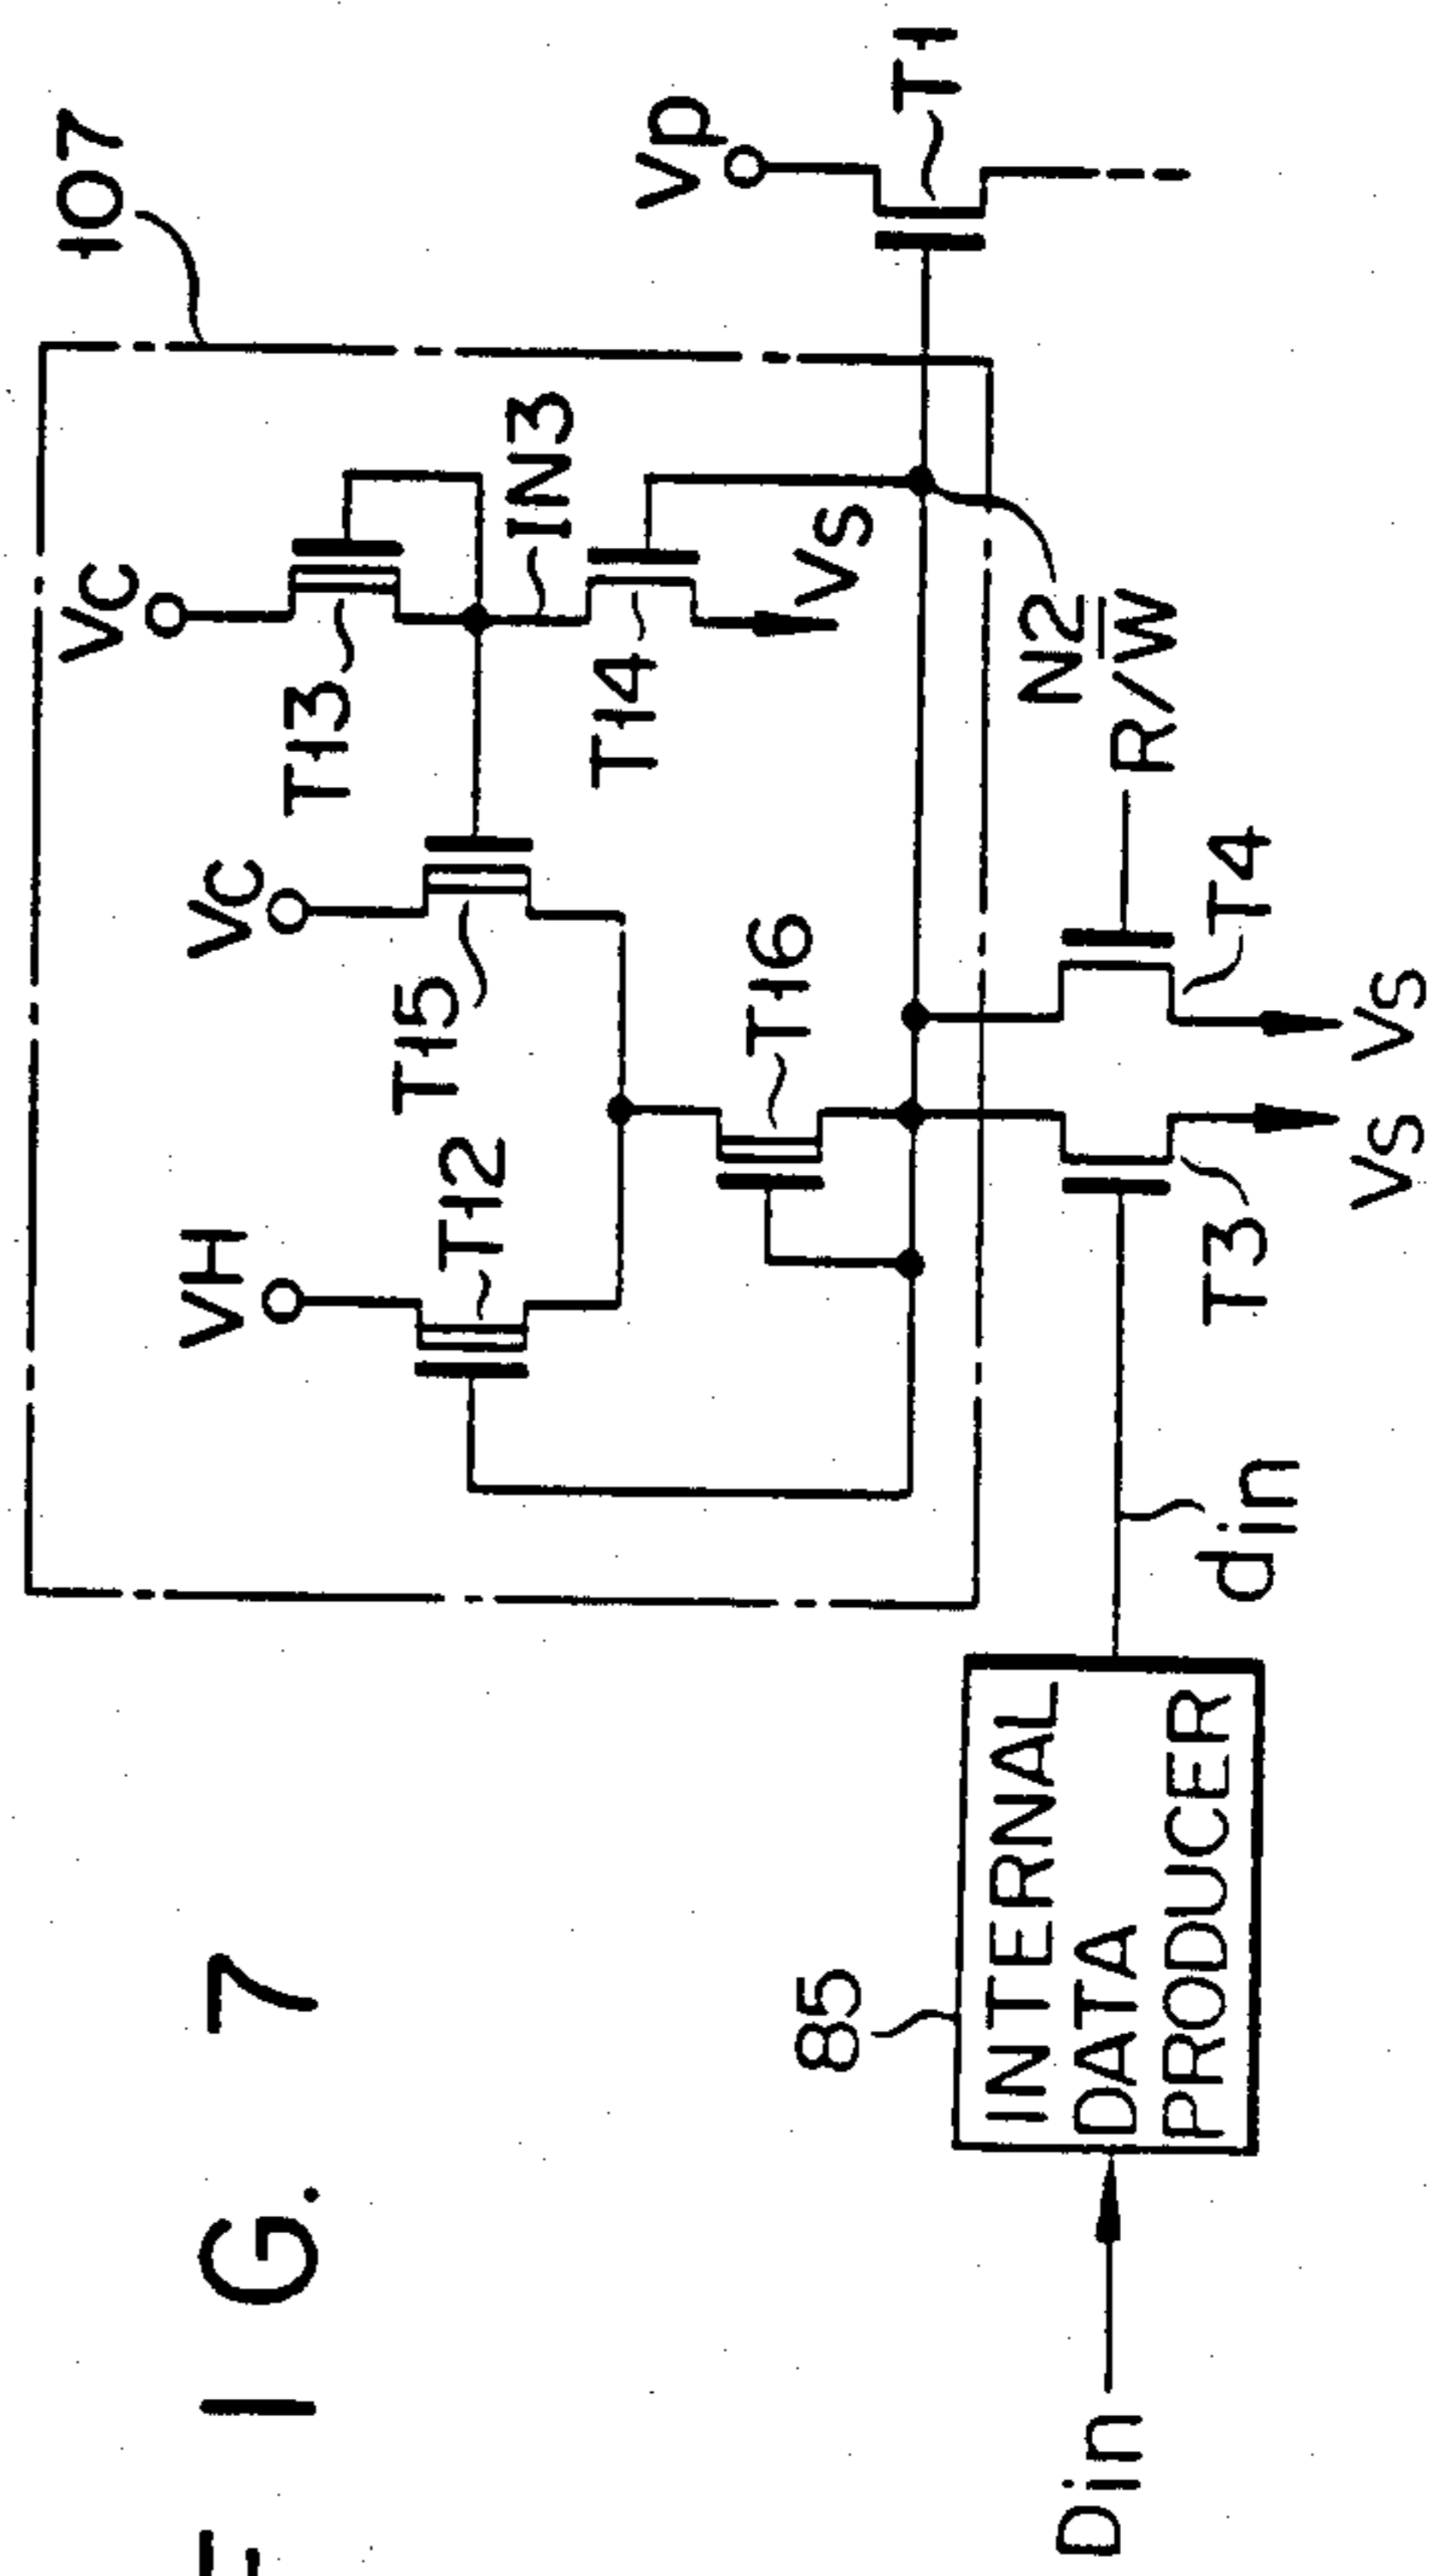 FIG. 7
107
VH
VC
VC
T12
T15
T13
IN3
T14
VS
T16
N2
VP
T1
R/W̅
T3
T4
VS
VS
din
85
INTERNAL
DATA
PRODUCER
Din